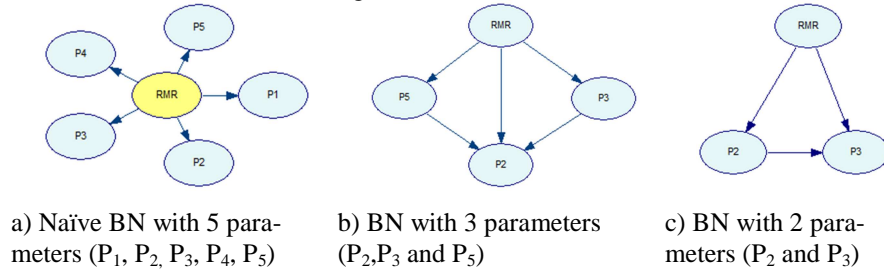 P5
P4
RMR
P1
P3
P2
RMR
P5
P3
P2
RMR
P2
P3
a) Naïve BN with 5 para-
meters (P₁, P₂, P₃, P₄, P₅)
b) BN with 3 parameters
(P₂,P₃ and P₅)
c) BN with 2 para-
meters (P₂ and P₃)